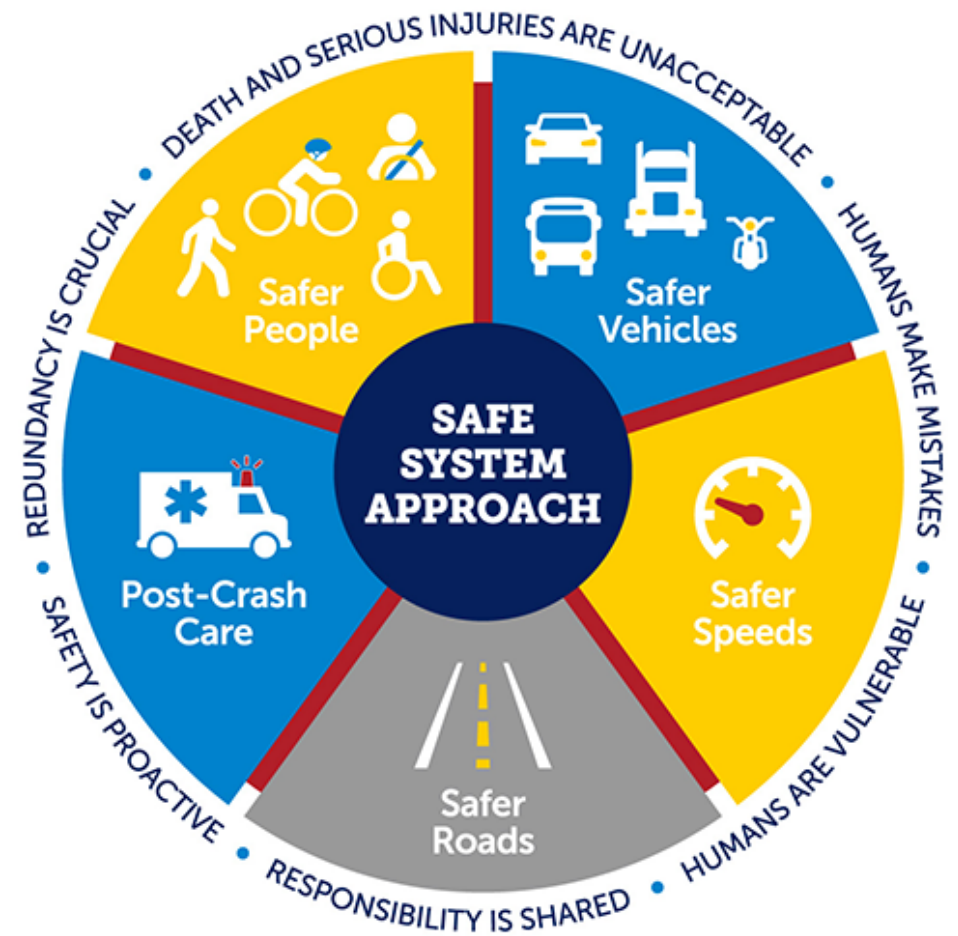 DEATH AND SERIOUS INJURIES ARE UNACCEPTABLE
HUMANS MAKE MISTAKES
HUMANS ARE VULNERABLE
RESPONSIBILITY IS SHARED
SAFETY IS PROACTIVE
REDUNDANCY IS CRUCIAL
Safer
People
Safer
Vehicles
SAFE
SYSTEM
APPROACH
Post-Crash
Care
Safer
Speeds
Safer
Roads